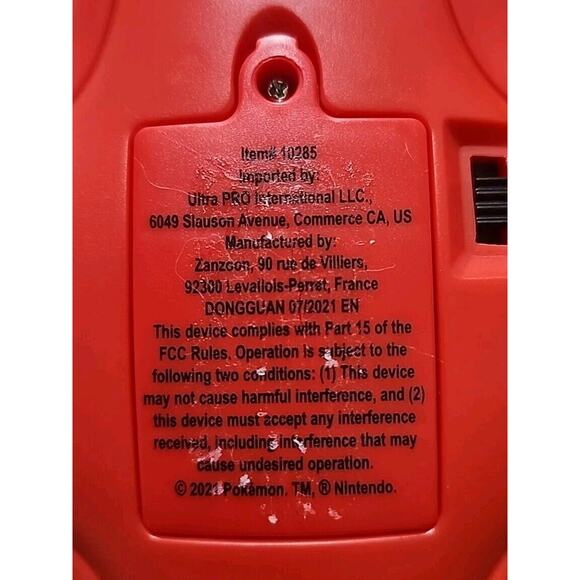 Item# 10285
Imported by:
Ultra PRO International LLC.,
6049 Slauson Avenue, Commerce CA, US
Manufactured by:
Zanzoon, 90 rue de Villiers,
92300 Levallois-Perret, France
DONGGUAN 07/2021 EN
This device complies with Part 15 of the
FCC Rules. Operation is subject to the
following two conditions: (1) This device
may not cause harmful interference, and (2)
this device must accept any interference
received, including interference that may
cause undesired operation.
© 2021 Pokémon. TM, ® Nintendo.